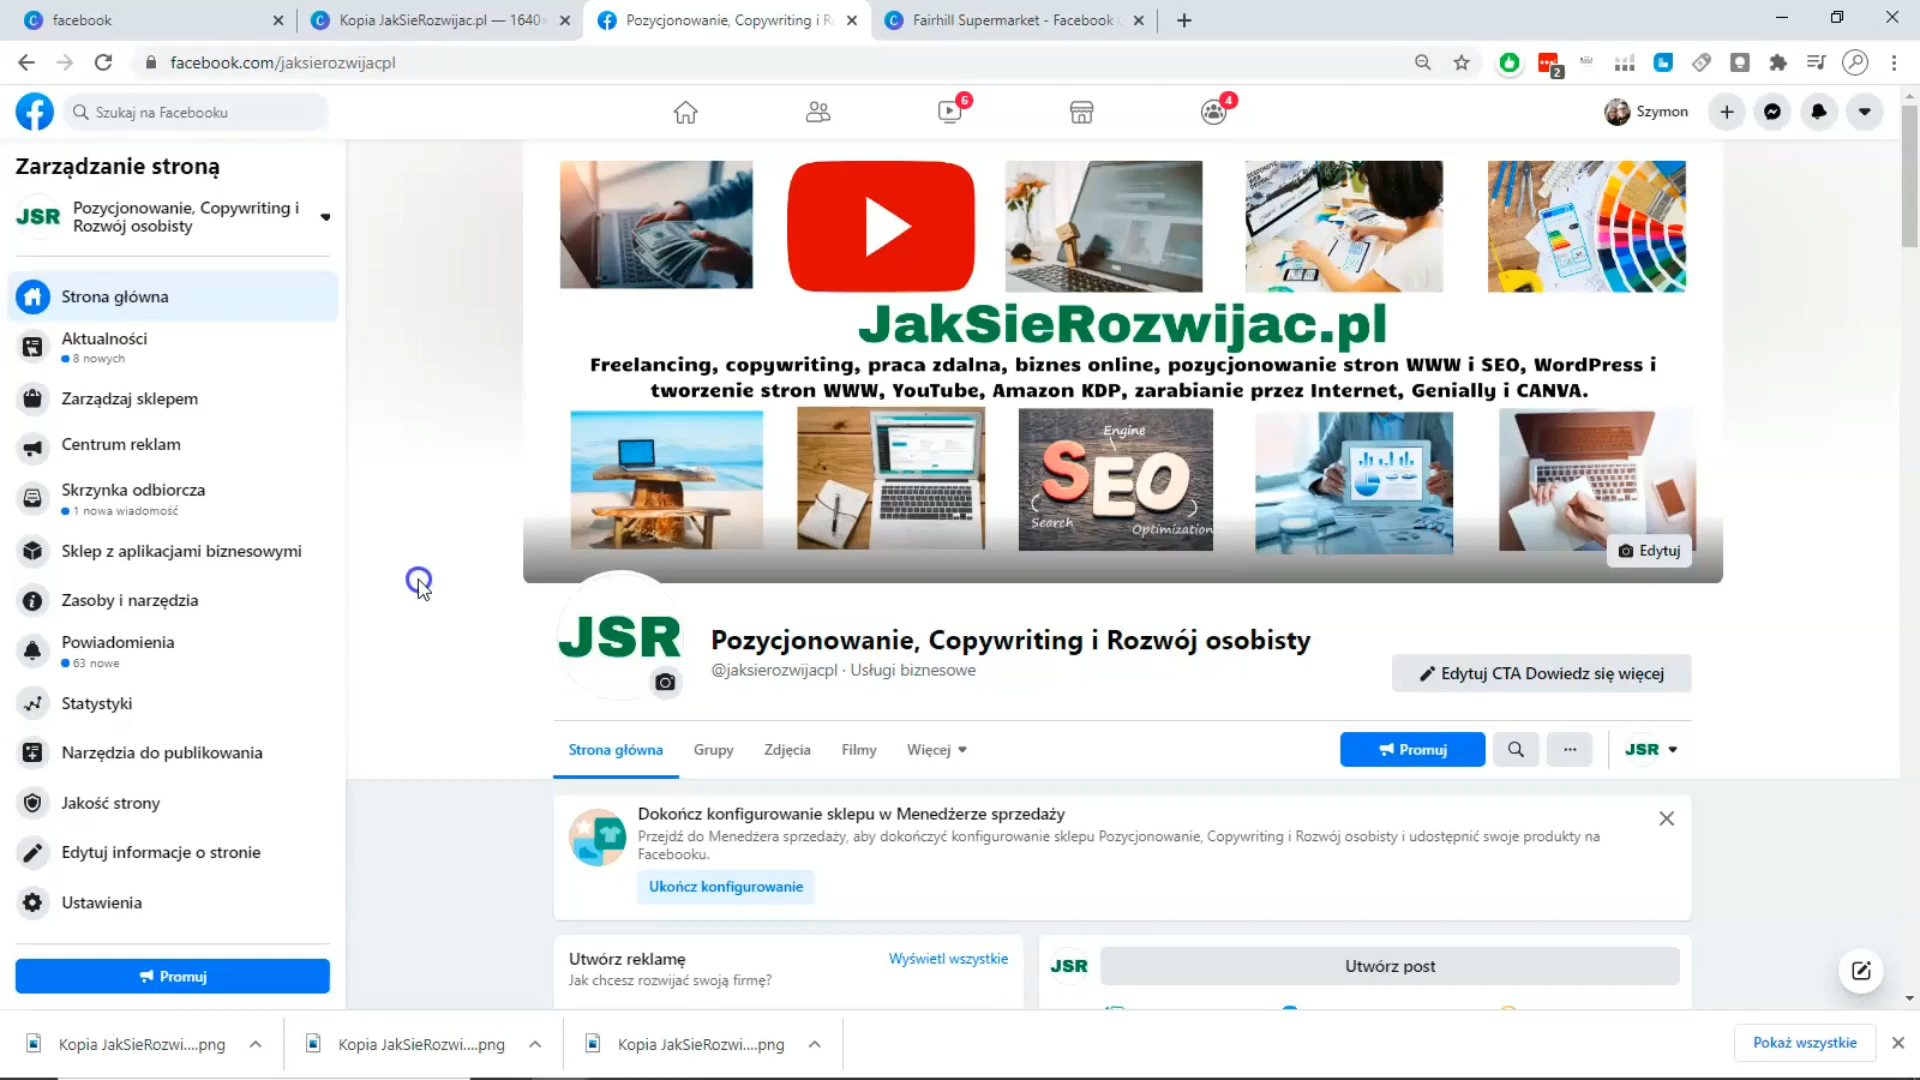 facebook
Kopia JakSieRozwijac.pl — 1640
Pozycjonowanie, Copywriting i R
Fairhill Supermarket - Facebook
facebook.com/jaksierozwijacpl
2
Szukaj na Facebooku
6
4
Szymon
Zarządzanie stroną
JSR
Pozycjonowanie, Copywriting i
Rozwój osobisty
Strona główna
Aktualności
8 nowych
Zarządzaj sklepem
Centrum reklam
Skrzynka odbiorcza
1 nowa wiadomość
Sklep z aplikacjami biznesowymi
Zasoby i narzędzia
Powiadomienia
63 nowe
Statystyki
Narzędzia do publikowania
Jakość strony
Edytuj informacje o stronie
Ustawienia
Promuj
JakSieRozwijac.pl
Freelancing, copywriting, praca zdalna, biznes online, pozycjonowanie stron WWW i SEO, WordPress i
tworzenie stron WWW, YouTube, Amazon KDP, zarabianie przez Internet, Genially i CANVA.
Engine
SEO
Search
Optimization
Edytuj
JSR
Pozycjonowanie, Copywriting i Rozwój osobisty
@jaksierozwijacpl · Usługi biznesowe
Edytuj CTA Dowiedz się więcej
Strona główna
Grupy
Zdjęcia
Filmy
Więcej
Promuj
JSR
Dokończ konfigurowanie sklepu w Menedżerze sprzedaży
Przejdź do Menedżera sprzedaży, aby dokończyć konfigurowanie sklepu Pozycjonowanie, Copywriting i Rozwój osobisty i udostępnić swoje produkty na
Facebooku.
Ukończ konfigurowanie
Utwórz reklamę
Wyświetl wszystkie
Jak chcesz rozwijać swoją firmę?
JSR
Utwórz post
Kopia JakSieRozwi....png
Kopia JakSieRozwi....png
Kopia JakSieRozwi....png
Pokaż wszystkie